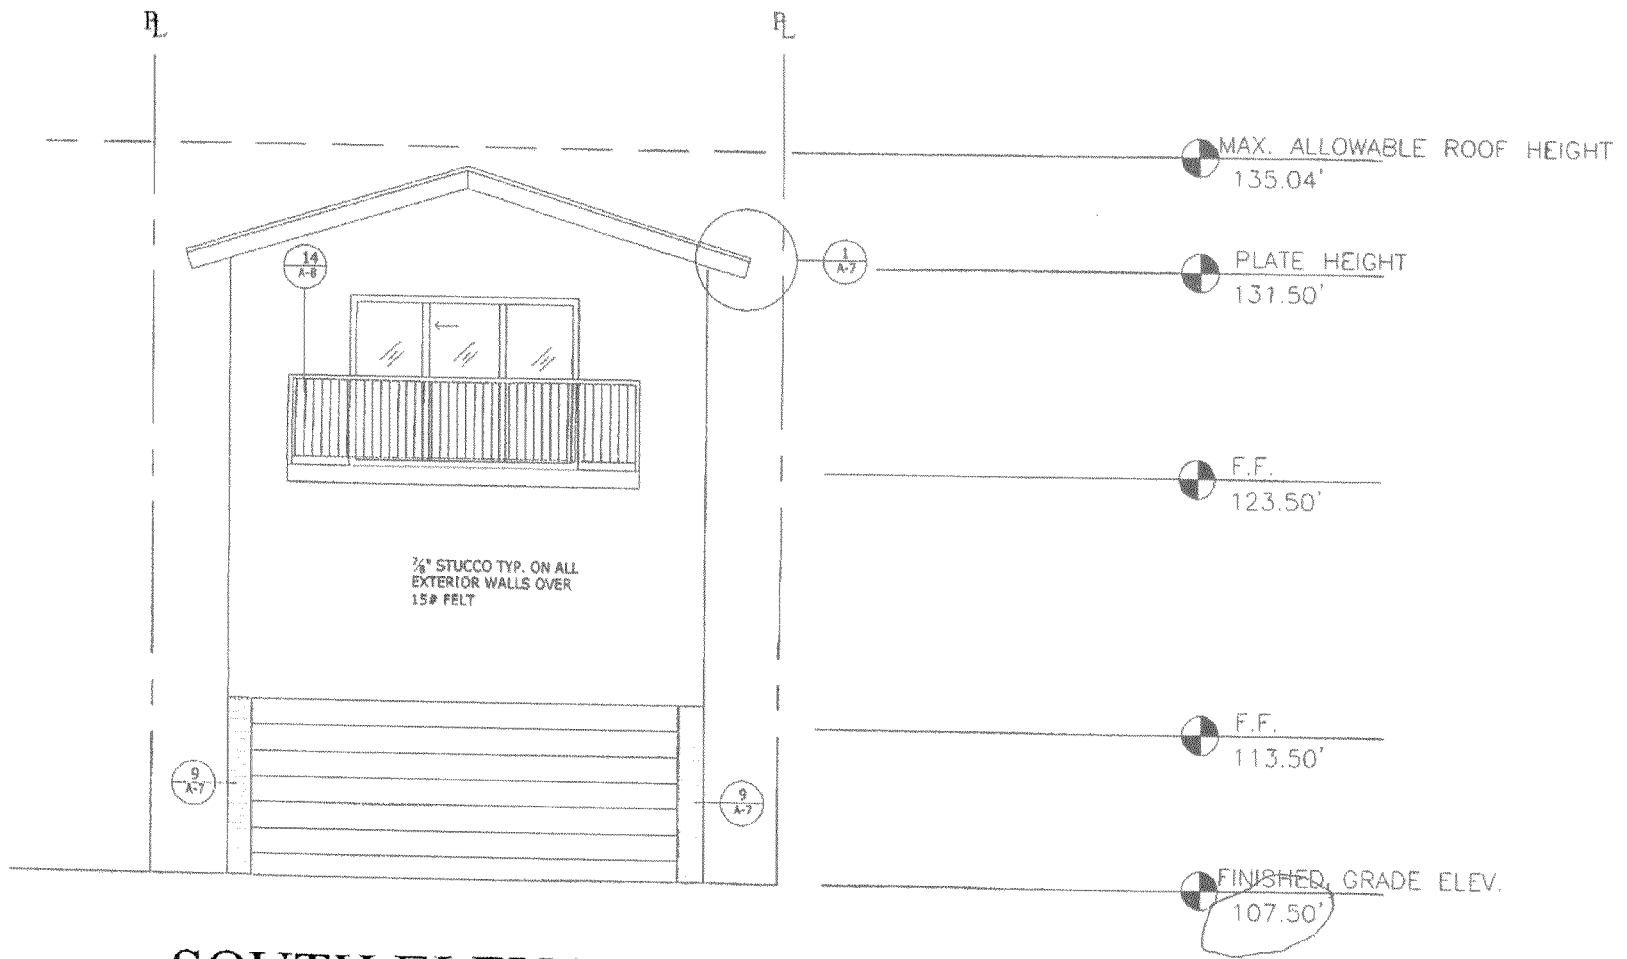 PL
PL
MAX. ALLOWABLE ROOF HEIGHT
135.04'
14
A-8
1
A-7
PLATE HEIGHT
131.50'
F.F.
123.50'
7/8" STUCCO TYP. ON ALL
EXTERIOR WALLS OVER
15# FELT
F.F.
113.50'
9
A-7
9
A-7
FINISHED, GRADE ELEV.
107.50'